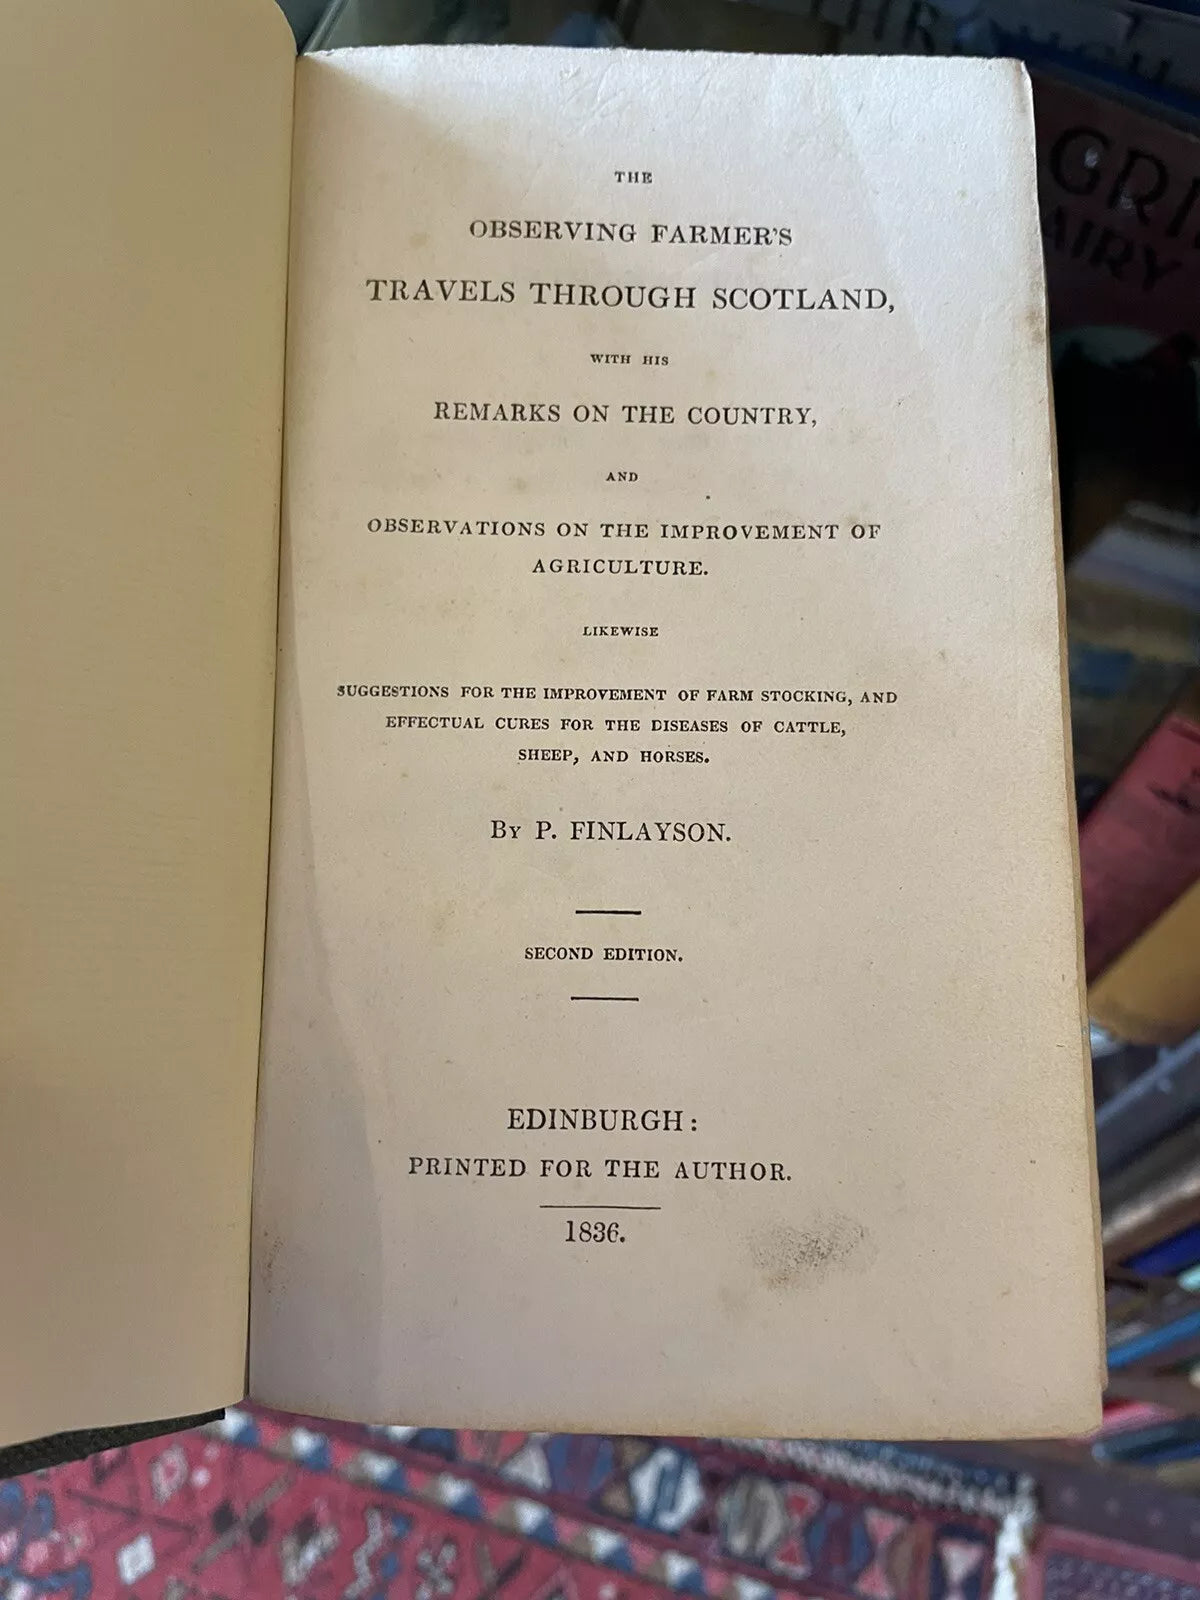 THE
OBSERVING FARMER'S
TRAVELS THROUGH SCOTLAND,
WITH HIS
REMARKS ON THE COUNTRY,
AND
OBSERVATIONS ON THE IMPROVEMENT OF
AGRICULTURE.
LIKEWISE
SUGGESTIONS FOR THE IMPROVEMENT OF FARM STOCKING, AND
EFFECTUAL CURES FOR THE DISEASES OF CATTLE,
SHEEP, AND HORSES.
By P. FINLAYSON.
SECOND EDITION.
EDINBURGH:
PRINTED FOR THE AUTHOR.
1836.